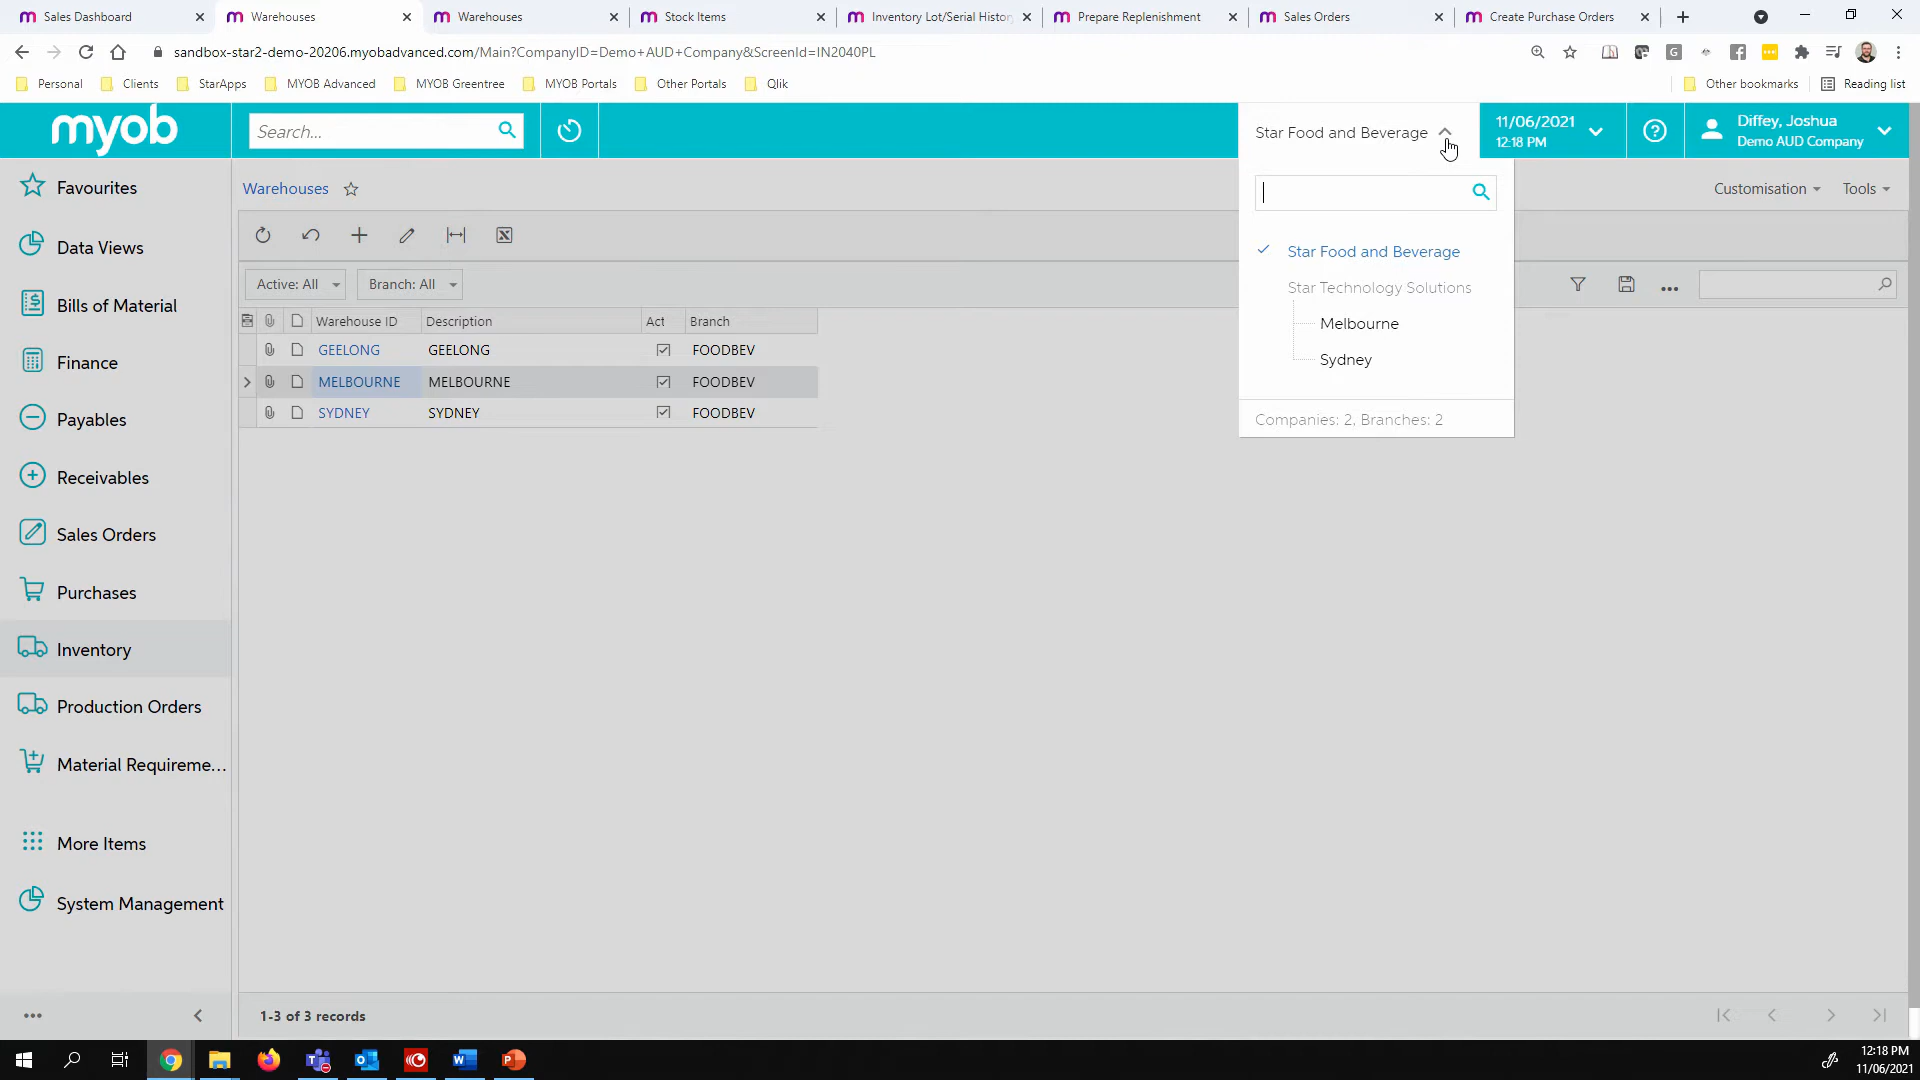 Sales Dashboard
Warehouses
Warehouses
Stock Items
Inventory Lot/Serial Histor
Prepare Replenishment
Sales Orders
Create Purchase Orders
sandbox-star2-demo-20206.myobadvanced.com/Main?CompanyID=Demo+AUD+Company&ScreenId=IN2040PL
Personal
Clients
StarApps
MYOB Advanced
MYOB Greentree
MYOB Portals
Other Portals
Qlik
Other bookmarks
Reading list
myob
Search...
Star Food and Beverage
11/06/2021
12:18 PM
Diffey, Joshua
Demo AUD Company
Favourites
Data Views
Bills of Material
Finance
Payables
Receivables
Sales Orders
Purchases
Inventory
Production Orders
Material Requireme...
More Items
System Management
Warehouses
Customisation
Tools
Active: All
Branch: All
Warehouse ID Description Act Branch
GEELONG GEELONG FOODBEV
MELBOURNE MELBOURNE FOODBEV
SYDNEY SYDNEY FOODBEV
Star Food and Beverage
Star Technology Solutions
Melbourne
Sydney
Companies: 2, Branches: 2
1-3 of 3 records
12:18 PM
11/06/2021